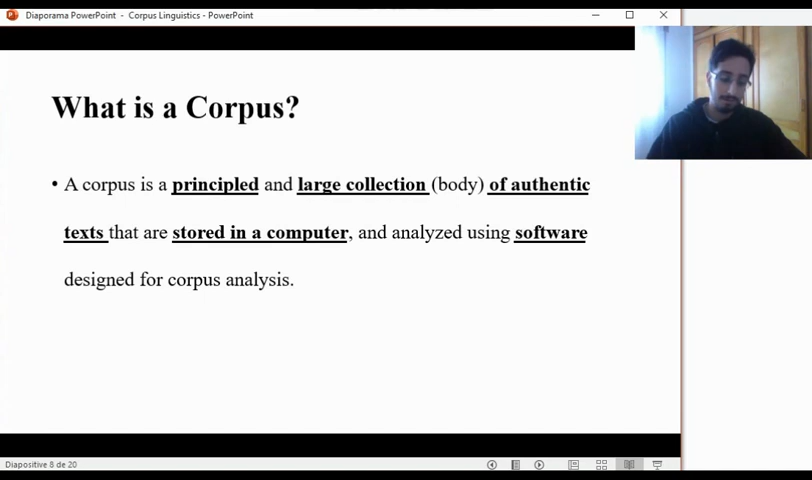 Diaporama PowerPoint - Corpus Linguistics - PowerPoint
What is a Corpus?
• A corpus is a principled and large collection (body) of authentic
texts that are stored in a computer, and analyzed using software
designed for corpus analysis.
Diapositive 8 de 20